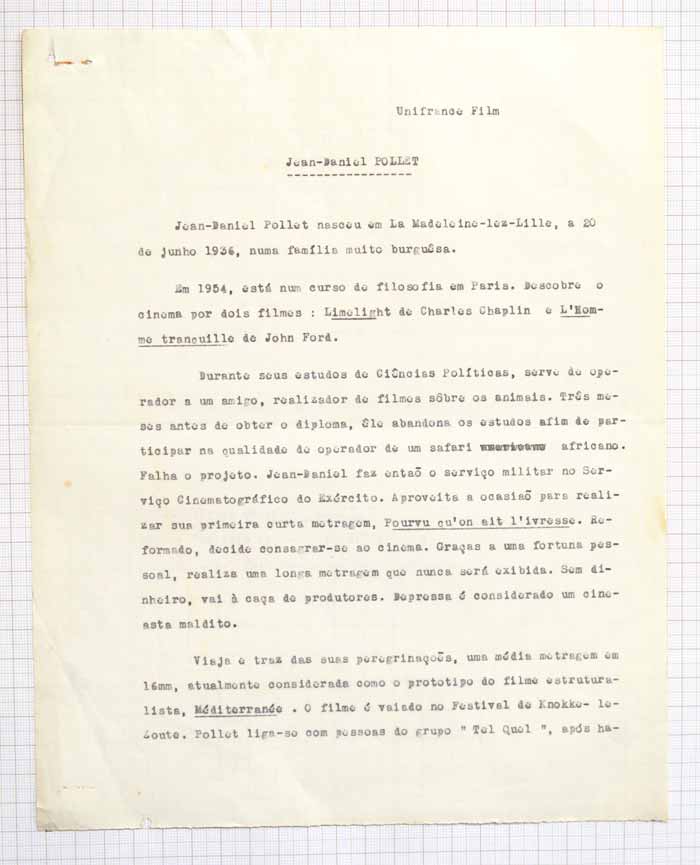 Unifrance Film
Jean-Daniel POLLET
-----------------
Jean-Daniel Pollet nasceu em La Madeleine-lez-Lille, a 20
de junho 1936, numa família muito burguêsa.
Em 1954, está num curso de filosofia em Paris. Descobre o
cinema por dois filmes : Limelight de Charles Chaplin e L'Hom-
me tranquille de John Ford.
Durante seus estudos de Ciências Políticas, serve de ope-
rador a um amigo, realizador de filmes sôbre os animais. Três me-
ses antes de obter o diploma, êle abandona os estudos afim de par-
ticipar na qualidade de operador de um safari africano.
Falha o projeto. Jean-Daniel faz entaõ o serviço militar no Ser-
viço Cinematográfico do Exército. Aproveita a ocasiaõ para reali-
zar sua primeira curta metragem, Pourvu qu'on ait l'ivresse. Re-
formado, decide consagrar-se ao cinema. Graças a uma fortuna pes-
soal, realiza uma longa metragem que nunca será exibida. Sem di-
nheiro, vai à caça de produtores. Depressa é considerado um cine-
asta maldito.
Viaja e traz das suas peregrinaçoẽs, uma média metragem em
16mm, atualmente considerada como o prototipo do filme estrutura-
lista, Méditerranée . O filme é vaiado no Festival de Knokke- le-
Zoute. Pollet liga-se com pessoas do grupo " Tel Quel ", após ha-